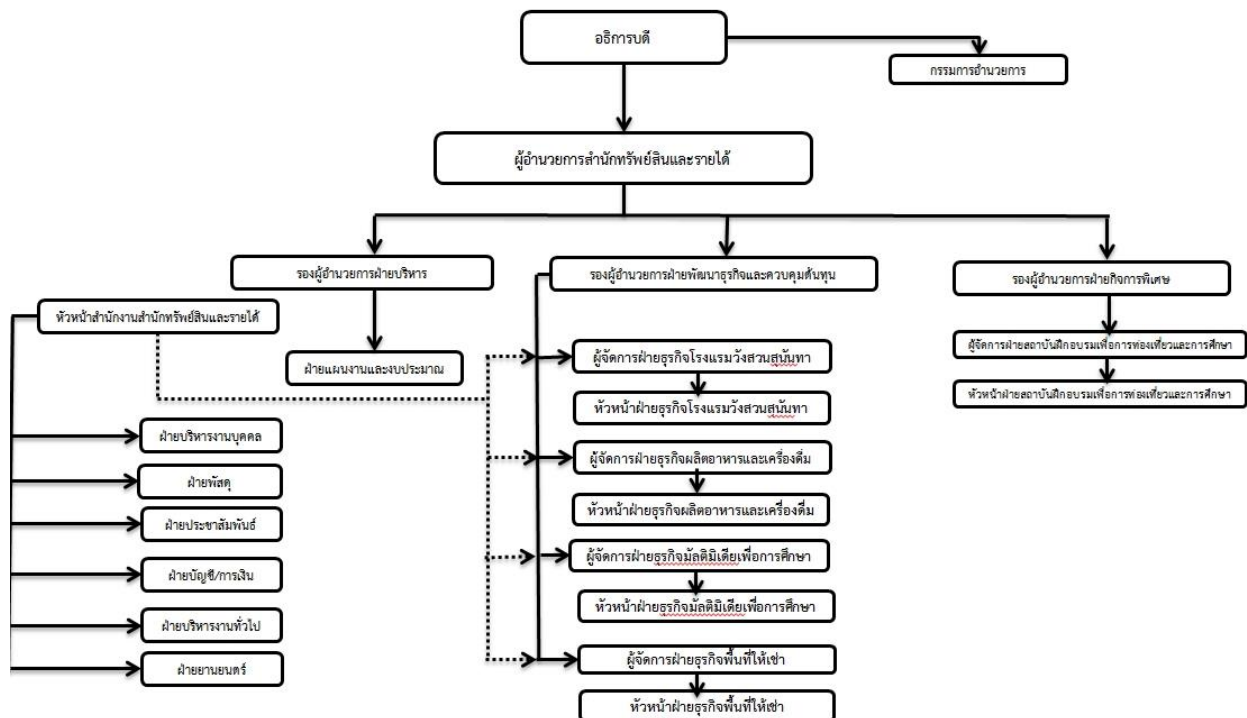 อธิการบดี
กรรมการอำนวยการ
ผู้อำนวยการสำนักทรัพย์สินและรายได้
รองผู้อำนวยการฝ่ายบริหาร
รองผู้อำนวยการฝ่ายพัฒนาธุรกิจและควบคุมต้นทุน
รองผู้อำนวยการฝ่ายกิจการพิเศษ
หัวหน้าสำนักงานสำนักทรัพย์สินและรายได้
ฝ่ายแผนงานและงบประมาณ
ผู้จัดการฝ่ายธุรกิจโรงแรมวังสวนสุนันทา
ผู้จัดการฝ่ายสถาบันฝึกอบรมเพื่อการท่องเที่ยวและการศึกษา
หัวหน้าฝ่ายสถาบันฝึกอบรมเพื่อการท่องเที่ยวและการศึกษา
หัวหน้าฝ่ายธุรกิจโรงแรมวังสวนสุนันทา
ฝ่ายบริหารงานบุคคล
ผู้จัดการฝ่ายธุรกิจผลิตอาหารและเครื่องดื่ม
ฝ่ายพัสดุ
หัวหน้าฝ่ายธุรกิจผลิตอาหารและเครื่องดื่ม
ฝ่ายประชาสัมพันธ์
ผู้จัดการฝ่ายธุรกิจมัลติมิเดียเพื่อการศึกษา
ฝ่ายบัญชี/การเงิน
หัวหน้าฝ่ายธุรกิจมัลติมิเดียเพื่อการศึกษา
ฝ่ายบริหารงานทั่วไป
ผู้จัดการฝ่ายธุรกิจพื้นที่ให้เช่า
ฝ่ายยานยนตร์
หัวหน้าฝ่ายธุรกิจพื้นที่ให้เช่า